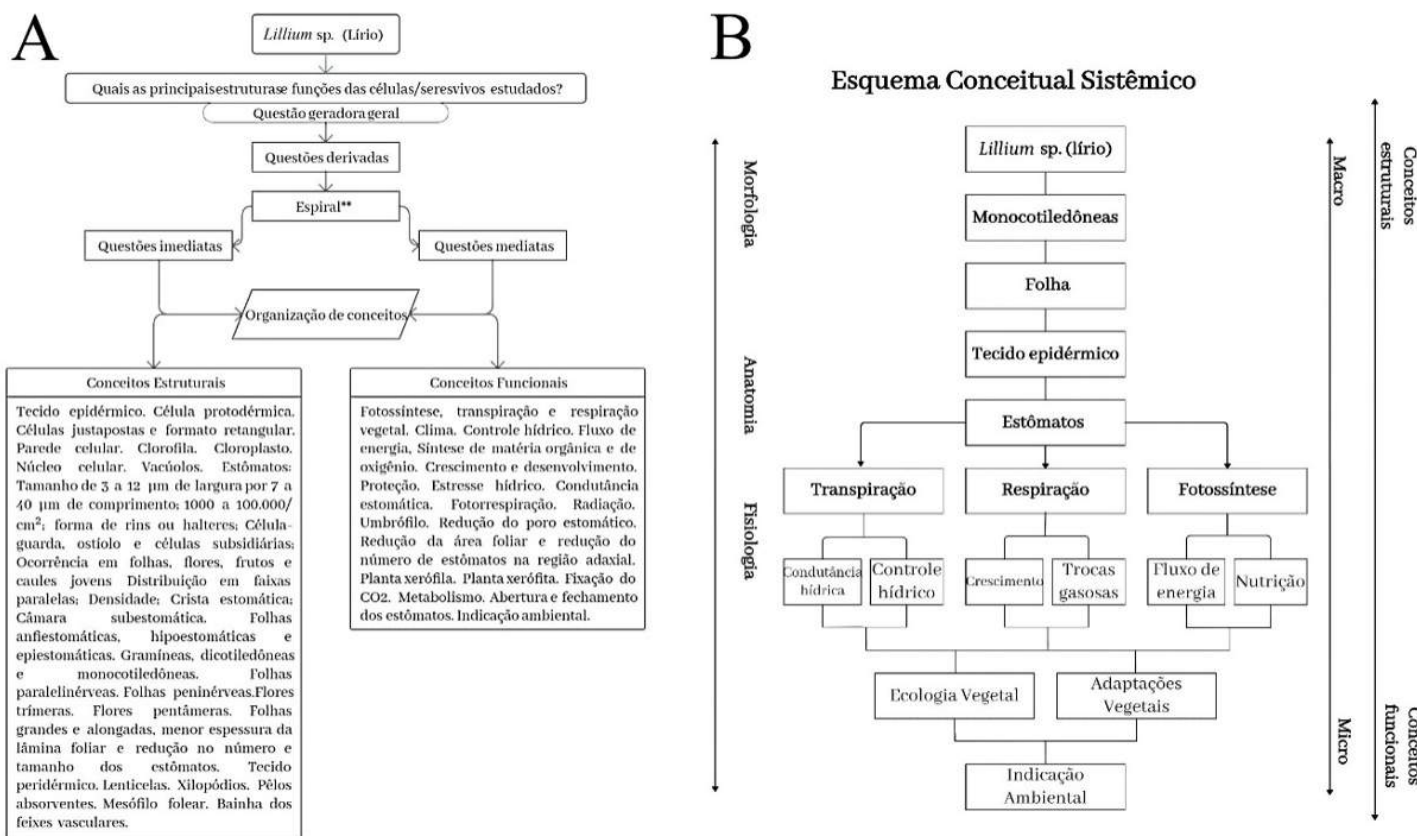 A
Lillium sp. (Lírio)
Quais as principaisestruturase funções das células/seresvivos estudados?
Questão geradora geral
Questões derivadas
Espiral**
Questões imediatas
Questões mediatas
Organização de conceitos
Conceitos Estruturais
Tecido epidérmico. Célula protodérmica.
Células justapostas e formato retangular.
Parede celular. Clorofila. Cloroplasto.
Núcleo celular. Vacúolos. Estômatos:
Tamanho de 3 a 12 µm de largura por 7 a
40 µm de comprimento; 1000 a 100.000/
cm²; forma de rins ou halteres; Célula-
guarda, ostíolo e células subsidiárias;
Ocorrência em folhas, flores, frutos e
caules jovens Distribuição em faixas
paralelas; Densidade; Crista estomática;
Câmara subestomática. Folhas
anfiestomáticas, hipoestomáticas e
epiestomáticas. Gramíneas, dicotiledôneas
e monocotiledôneas. Folhas
paralelinérveas. Folhas peninérveas.Flores
trímeras. Flores pentâmeras. Folhas
grandes e alongadas, menor espessura da
lâmina foliar e redução no número e
tamanho dos estômatos. Tecido
peridérmico. Lenticelas. Xilopódios. Pêlos
absorventes. Mesófilo folear. Bainha dos
feixes vasculares.
Conceitos Funcionais
Fotossíntese, transpiração e respiração
vegetal. Clima. Controle hídrico. Fluxo de
energia, Síntese de matéria orgânica e de
oxigênio. Crescimento e desenvolvimento.
Proteção. Estresse hídrico. Condutância
estomática. Fotorrespiração. Radiação.
Umbrófilo. Redução do poro estomático.
Redução da área foliar e redução do
número de estômatos na região adaxial.
Planta xerófila. Planta xerófita. Fixação do
CO2. Metabolismo. Abertura e fechamento
dos estômatos. Indicação ambiental.
B
Esquema Conceitual Sistêmico
Morfologia
Anatomia
Fisiologia
Lillium sp. (lírio)
Monocotiledôneas
Folha
Tecido epidérmico
Estômatos
Transpiração
Respiração
Fotossíntese
Condutância
hídrica
Controle
hídrico
Crescimento
Trocas
gasosas
Fluxo de
energia
Nutrição
Ecologia Vegetal
Adaptações
Vegetais
Indicação
Ambiental
Macro
Micro
Conceitos
estruturais
Conceitos
funcionais